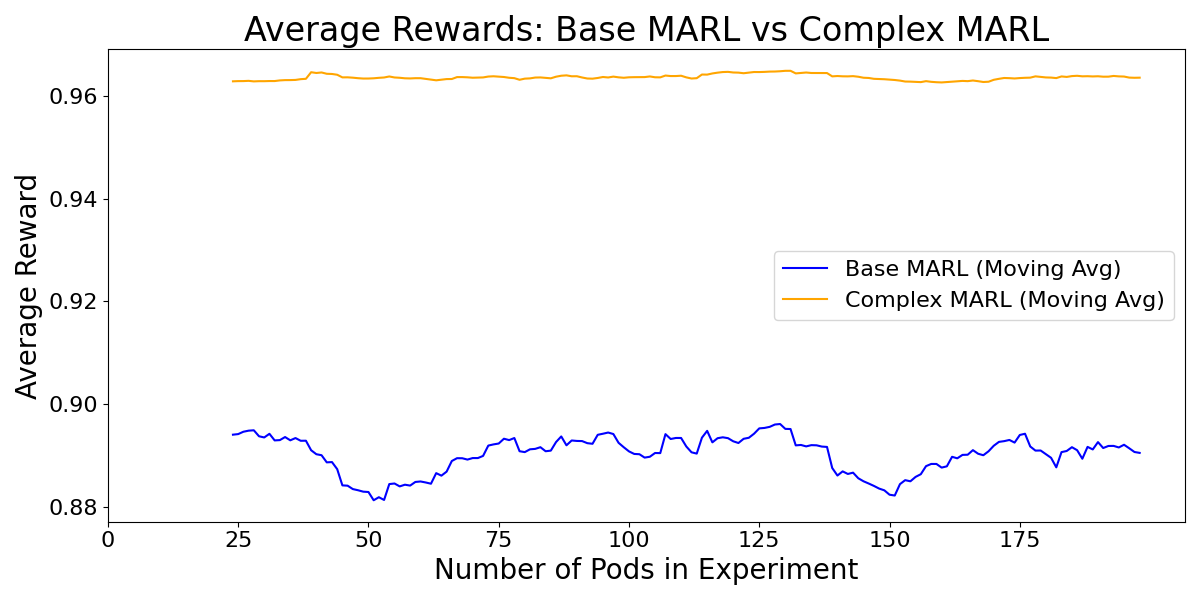 Average Rewards: Base MARL vs Complex MARL
Average Reward
0.96
0.94
0.92
0.90
0.88
Base MARL (Moving Avg)
Complex MARL (Moving Avg)
0 25 50 75 100 125 150 175
Number of Pods in Experiment